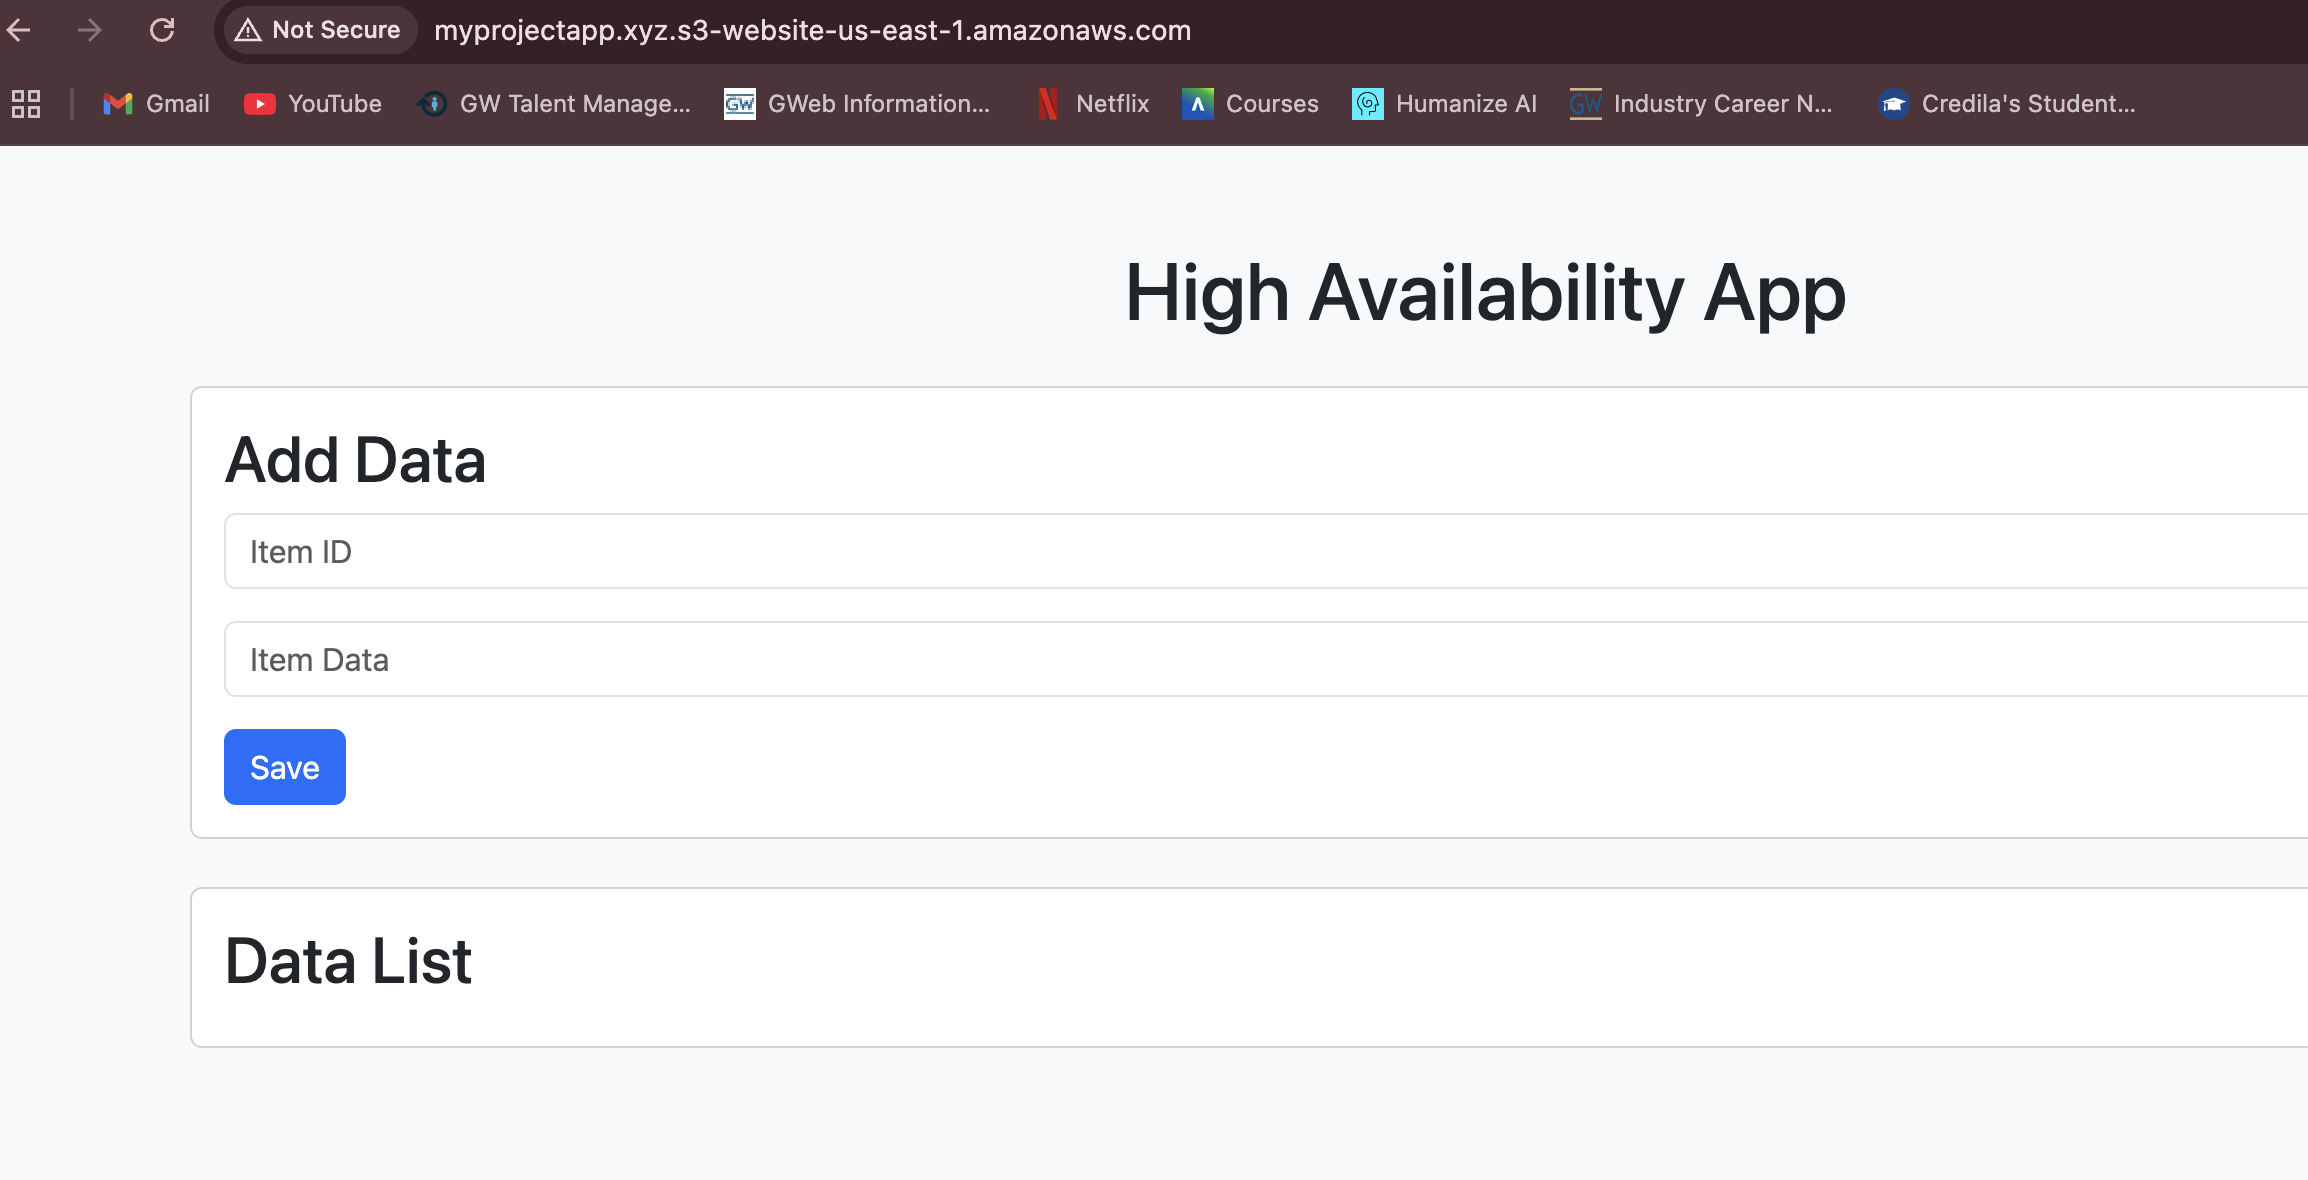 Not Secure myprojectapp.xyz.s3-website-us-east-1.amazonaws.com
Gmail YouTube GW Talent Manage... GW GWeb Information... Netflix Courses Humanize AI GW Industry Career N... Credila's Student...
High Availability App
Add Data
Item ID
Item Data
Save
Data List